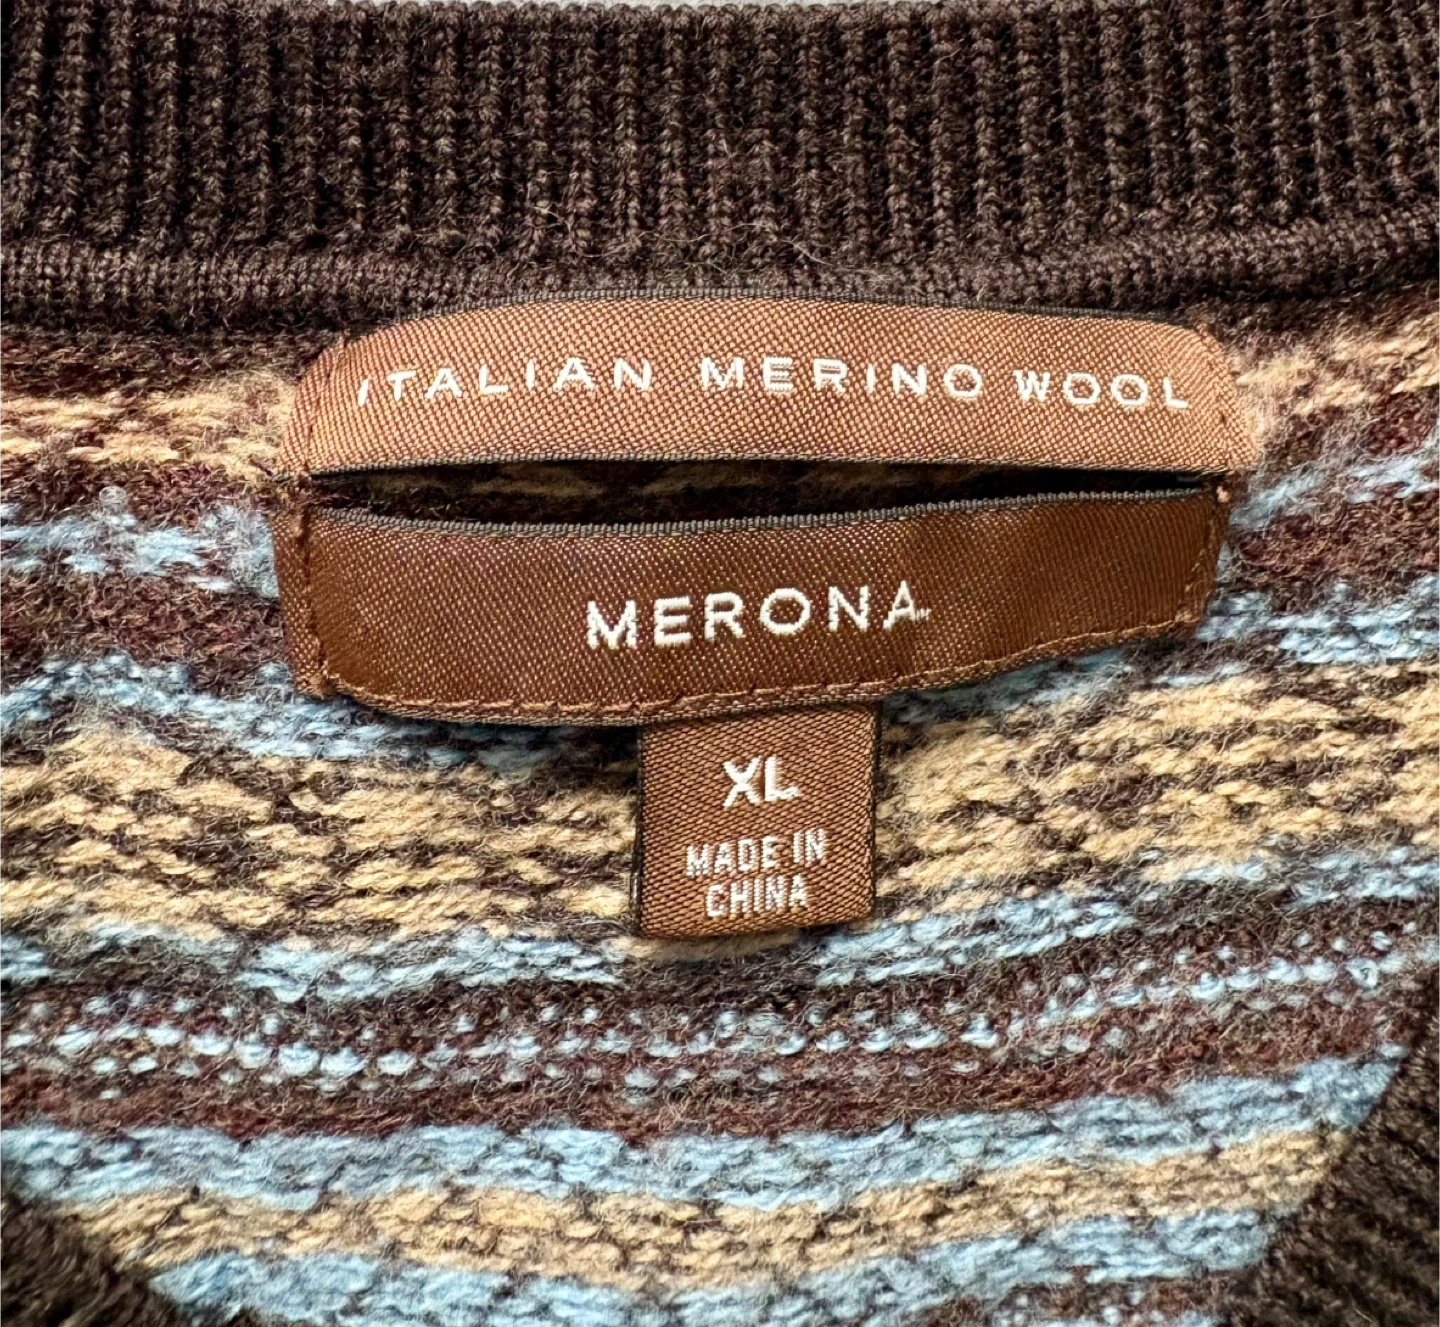 ITALIAN MERINO WOOL
MERONA
XL
MADE IN
CHINA